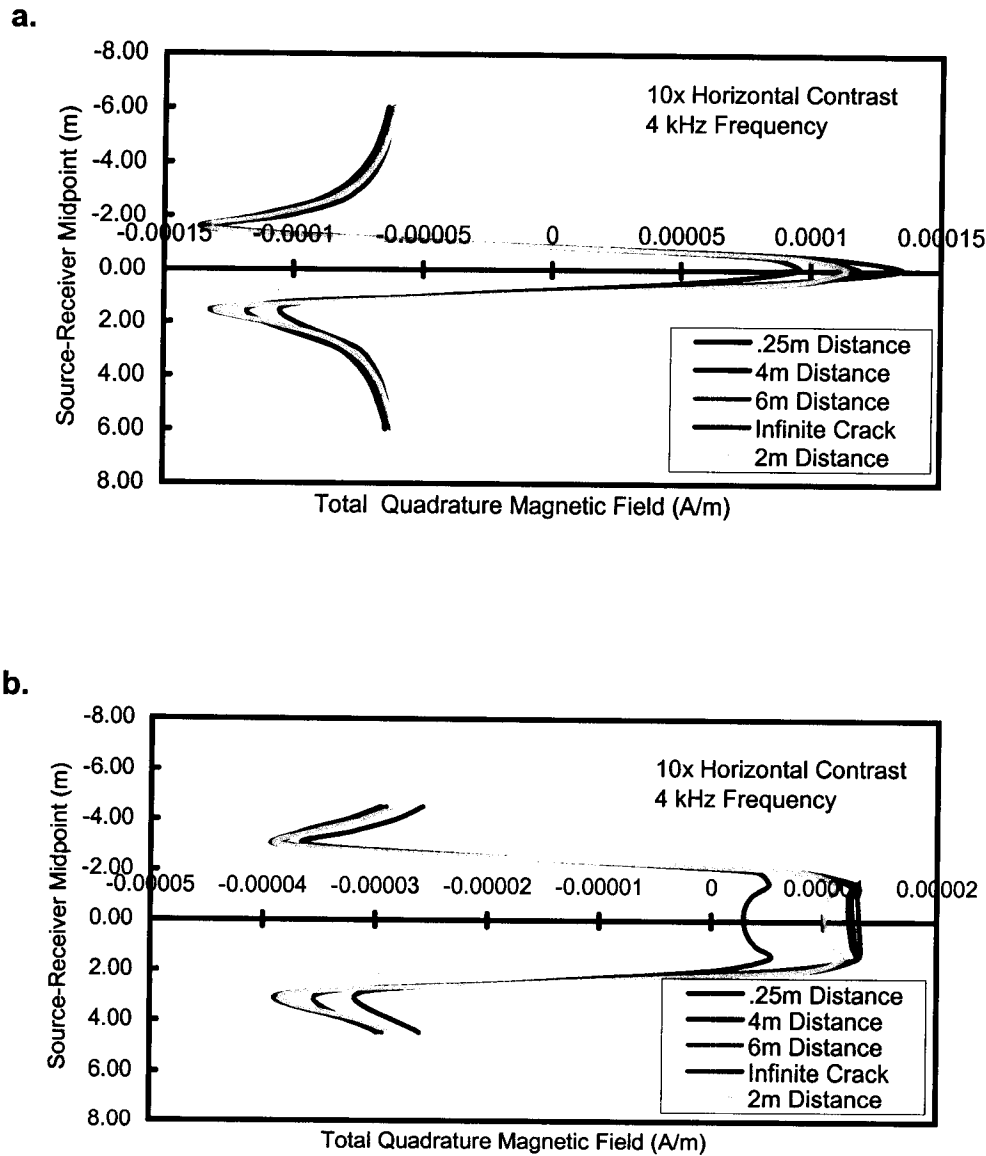 a.
-8.00
10x Horizontal Contrast
-6.00
4 kHz Frequency
-4.00
-2.00
-0.00015 -0.0001 -0.00005 0 0.00005 0.0001 0.00015
0.00
2.00
4.00
6.00
8.00
Source-Receiver Midpoint (m)
.25m Distance
4m Distance
6m Distance
Infinite Crack
2m Distance
Total Quadrature Magnetic Field (A/m)
b.
-8.00
-6.00
10x Horizontal Contrast
4 kHz Frequency
-4.00
-2.00
-0.00005 -0.00004 -0.00003 -0.00002 -0.00001 0 0.00001 0.00002
0.00
2.00
4.00
6.00
8.00
Source-Receiver Midpoint (m)
.25m Distance
4m Distance
6m Distance
Infinite Crack
2m Distance
Total Quadrature Magnetic Field (A/m)